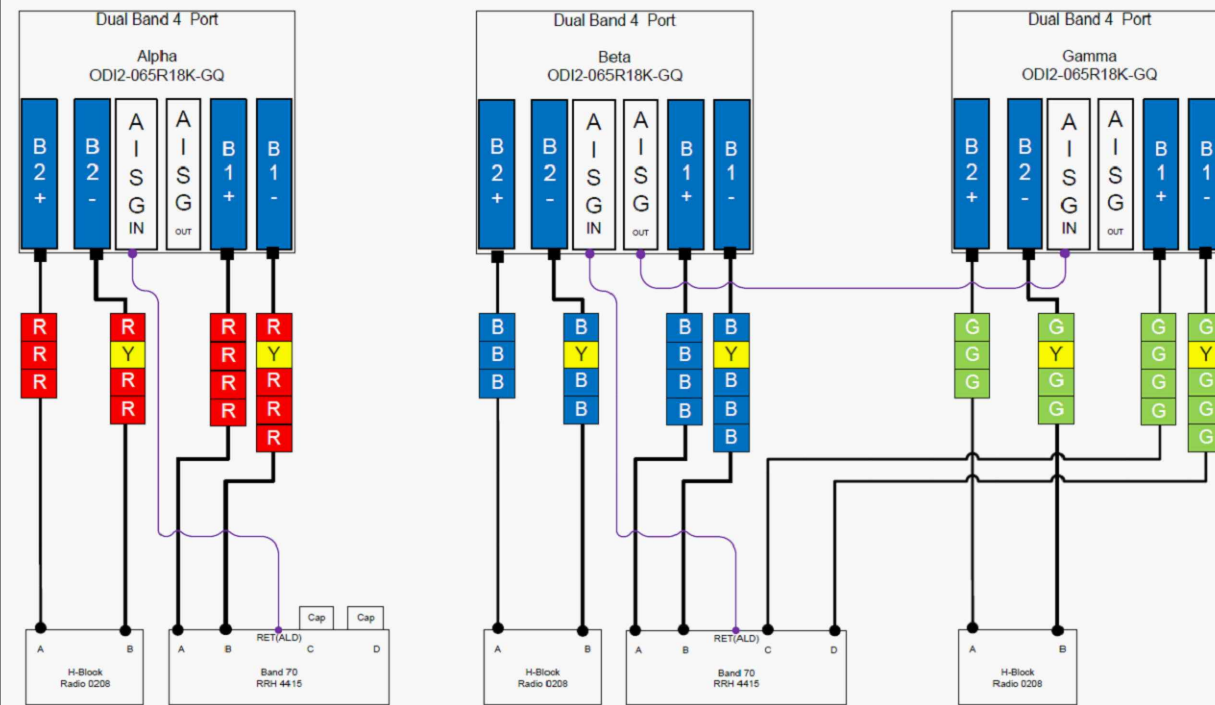 Dual Band 4 Port
Alpha
ODI2-065R18K-GQ
B2+
B2-
AISG IN
AISG OUT
B1+
B1-
R
R
R
R
Y
R
R
R
R
R
R
R
Y
R
R
R
Cap
Cap
A
B
H-Block
Radio 0208
A
B
RET(ALD)
C
D
Band 70
RRH 4415
Dual Band 4 Port
Beta
ODI2-065R18K-GQ
B2+
B2-
AISG IN
AISG OUT
B1+
B1-
B
B
B
B
Y
B
B
B
B
B
B
B
Y
B
B
B
A
B
H-Block
Radio 0208
A
B
RET(ALD)
C
D
Band 70
RRH 4415
Dual Band 4 Port
Gamma
ODI2-065R18K-GQ
B2+
B2-
AISG IN
AISG OUT
B1+
B1-
G
G
G
G
Y
G
G
G
G
G
G
G
Y
G
G
G
A
B
H-Block
Radio 0208